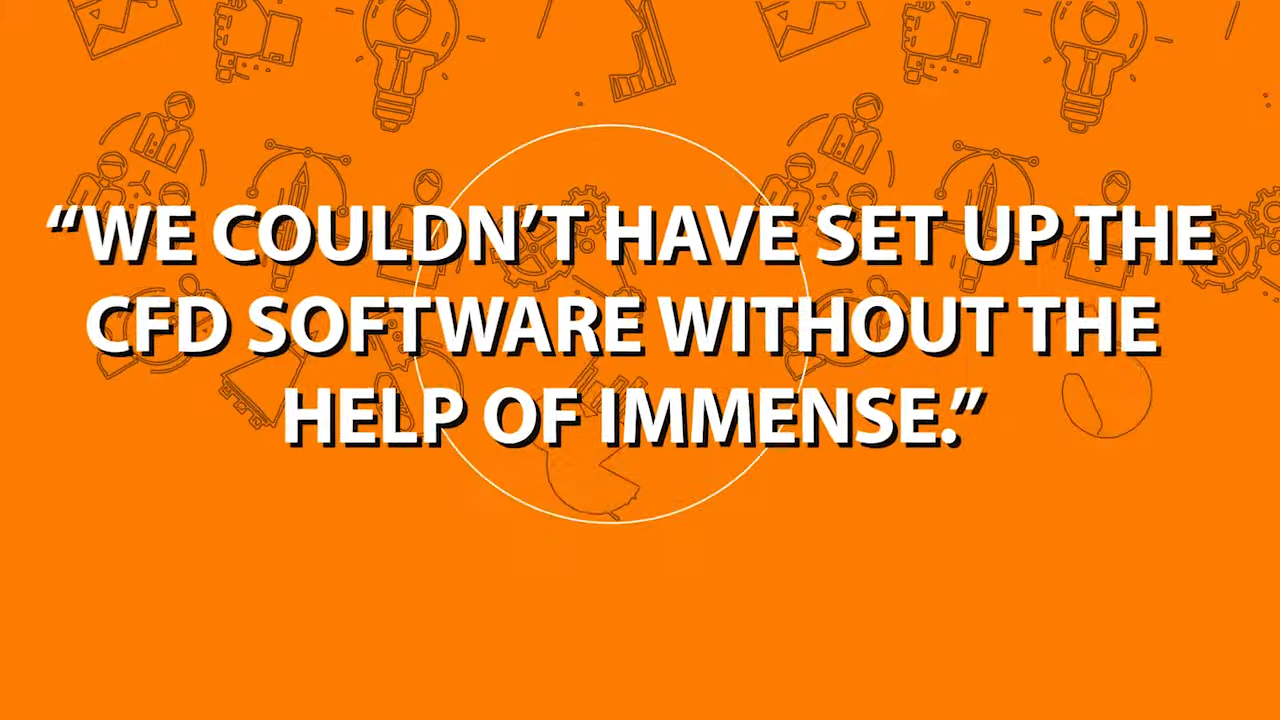 “WE COULDN’T HAVE SET UP THE
CFD SOFTWARE WITHOUT THE
HELP OF IMMENSE.”